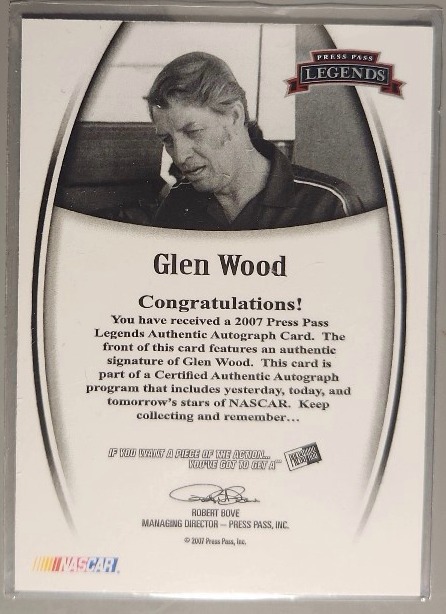 PRESS PASS
LEGENDS
Glen Wood
Congratulations!
You have received a 2007 Press Pass
Legends Authentic Autograph Card. The
front of this card features an authentic
signature of Glen Wood. This card is
part of a Certified Authentic Autograph
program that includes yesterday, today, and
tomorrow's stars of NASCAR. Keep
collecting and remember...
IF YOU WANT A PIECE OF THE ACTION...
YOU'VE GOT TO GET A
PRESS PASS
ROBERT BOVE
MANAGING DIRECTOR – PRESS PASS, INC.
© 2007 Press Pass, Inc.
NASCAR